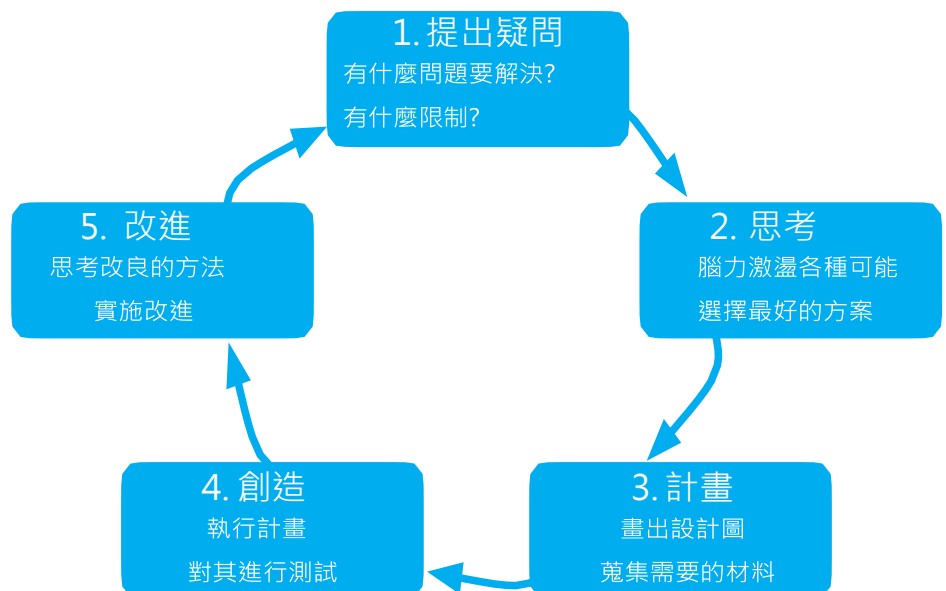 1. 提出疑問
有什麼問題要解決?
有什麼限制?
2. 思考
腦力激盪各種可能
選擇最好的方案
3. 計畫
畫出設計圖
蒐集需要的材料
4. 創造
執行計畫
對其進行測試
5. 改進
思考改良的方法
實施改進